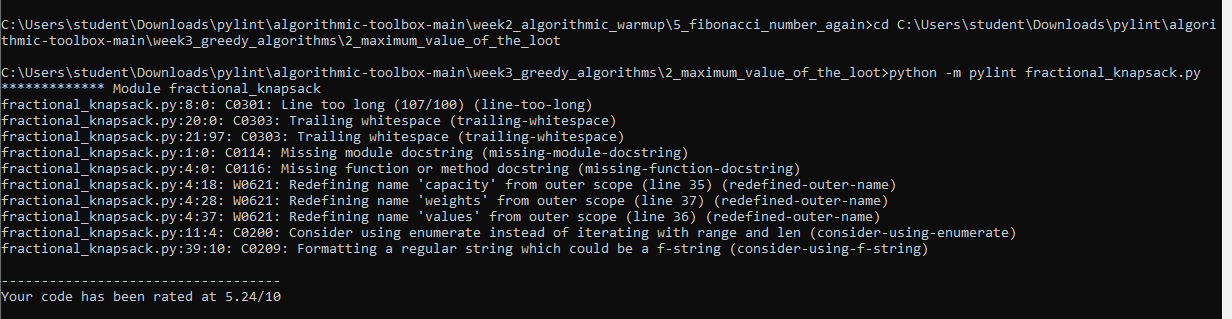 C:\Users\student\Downloads\pylint\algorithmic-toolbox-main\week2_algorithmic_warmup\5_fibonacci_number_again>cd C:\Users\student\Downloads\pylint\algori
thmic-toolbox-main\week3_greedy_algorithms\2_maximum_value_of_the_loot
C:\Users\student\Downloads\pylint\algorithmic-toolbox-main\week3_greedy_algorithms\2_maximum_value_of_the_loot>python -m pylint fractional_knapsack.py
************* Module fractional_knapsack
fractional_knapsack.py:8:0: C0301: Line too long (107/100) (line-too-long)
fractional_knapsack.py:20:0: C0303: Trailing whitespace (trailing-whitespace)
fractional_knapsack.py:21:97: C0303: Trailing whitespace (trailing-whitespace)
fractional_knapsack.py:1:0: C0114: Missing module docstring (missing-module-docstring)
fractional_knapsack.py:4:0: C0116: Missing function or method docstring (missing-function-docstring)
fractional_knapsack.py:4:18: W0621: Redefining name 'capacity' from outer scope (line 35) (redefined-outer-name)
fractional_knapsack.py:4:28: W0621: Redefining name 'weights' from outer scope (line 37) (redefined-outer-name)
fractional_knapsack.py:4:37: W0621: Redefining name 'values' from outer scope (line 36) (redefined-outer-name)
fractional_knapsack.py:11:4: C0200: Consider using enumerate instead of iterating with range and len (consider-using-enumerate)
fractional_knapsack.py:39:10: C0209: Formatting a regular string which could be a f-string (consider-using-f-string)
-----------------------------------
Your code has been rated at 5.24/10